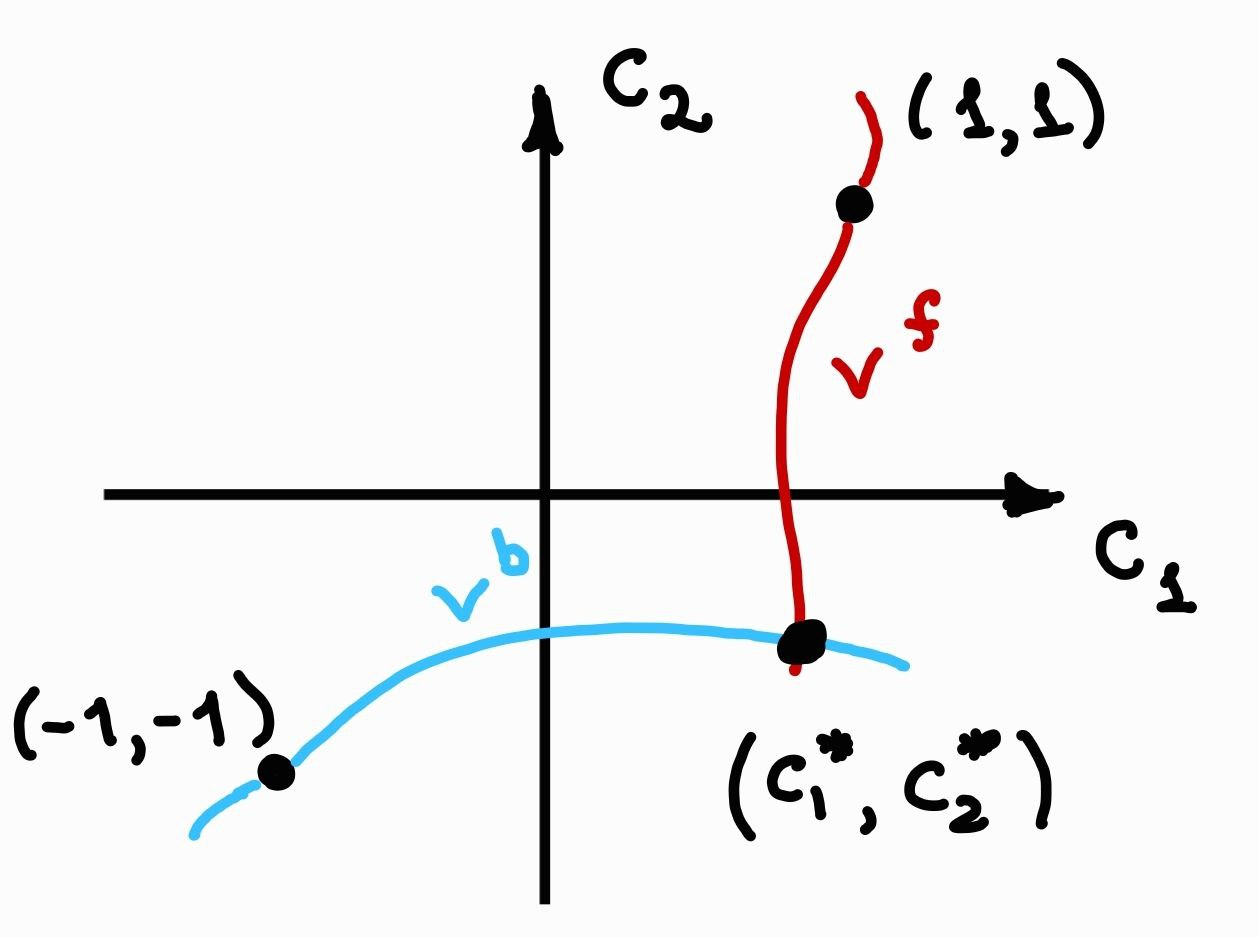 C₂
(1,1)
f
b
C₁
(-1,-1)
(C₁*, C₂*)